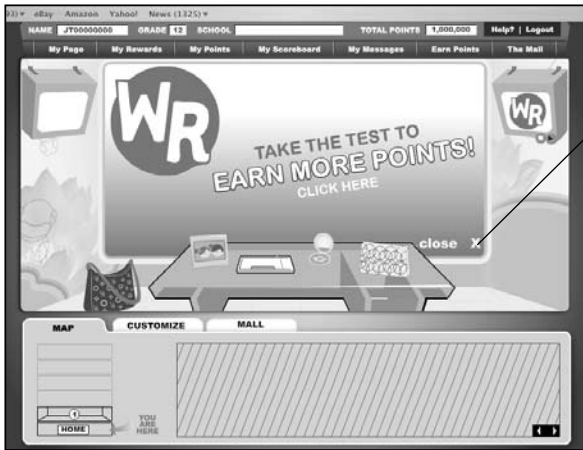 93) ▾ eBay Amazon Yahoo! News (1325) ▾
NAME JT00000000 GRADE 12 SCHOOL TOTAL POINTS 1,000,000 Help? | Logout
My Page My Rewards My Points My Scoreboard My Messages Earn Points The Mall
WR
WR
TAKE THE TEST TO
EARN MORE POINTS!
CLICK HERE
close X
MAP CUSTOMIZE MALL
1
HOME
YOU
ARE
HERE